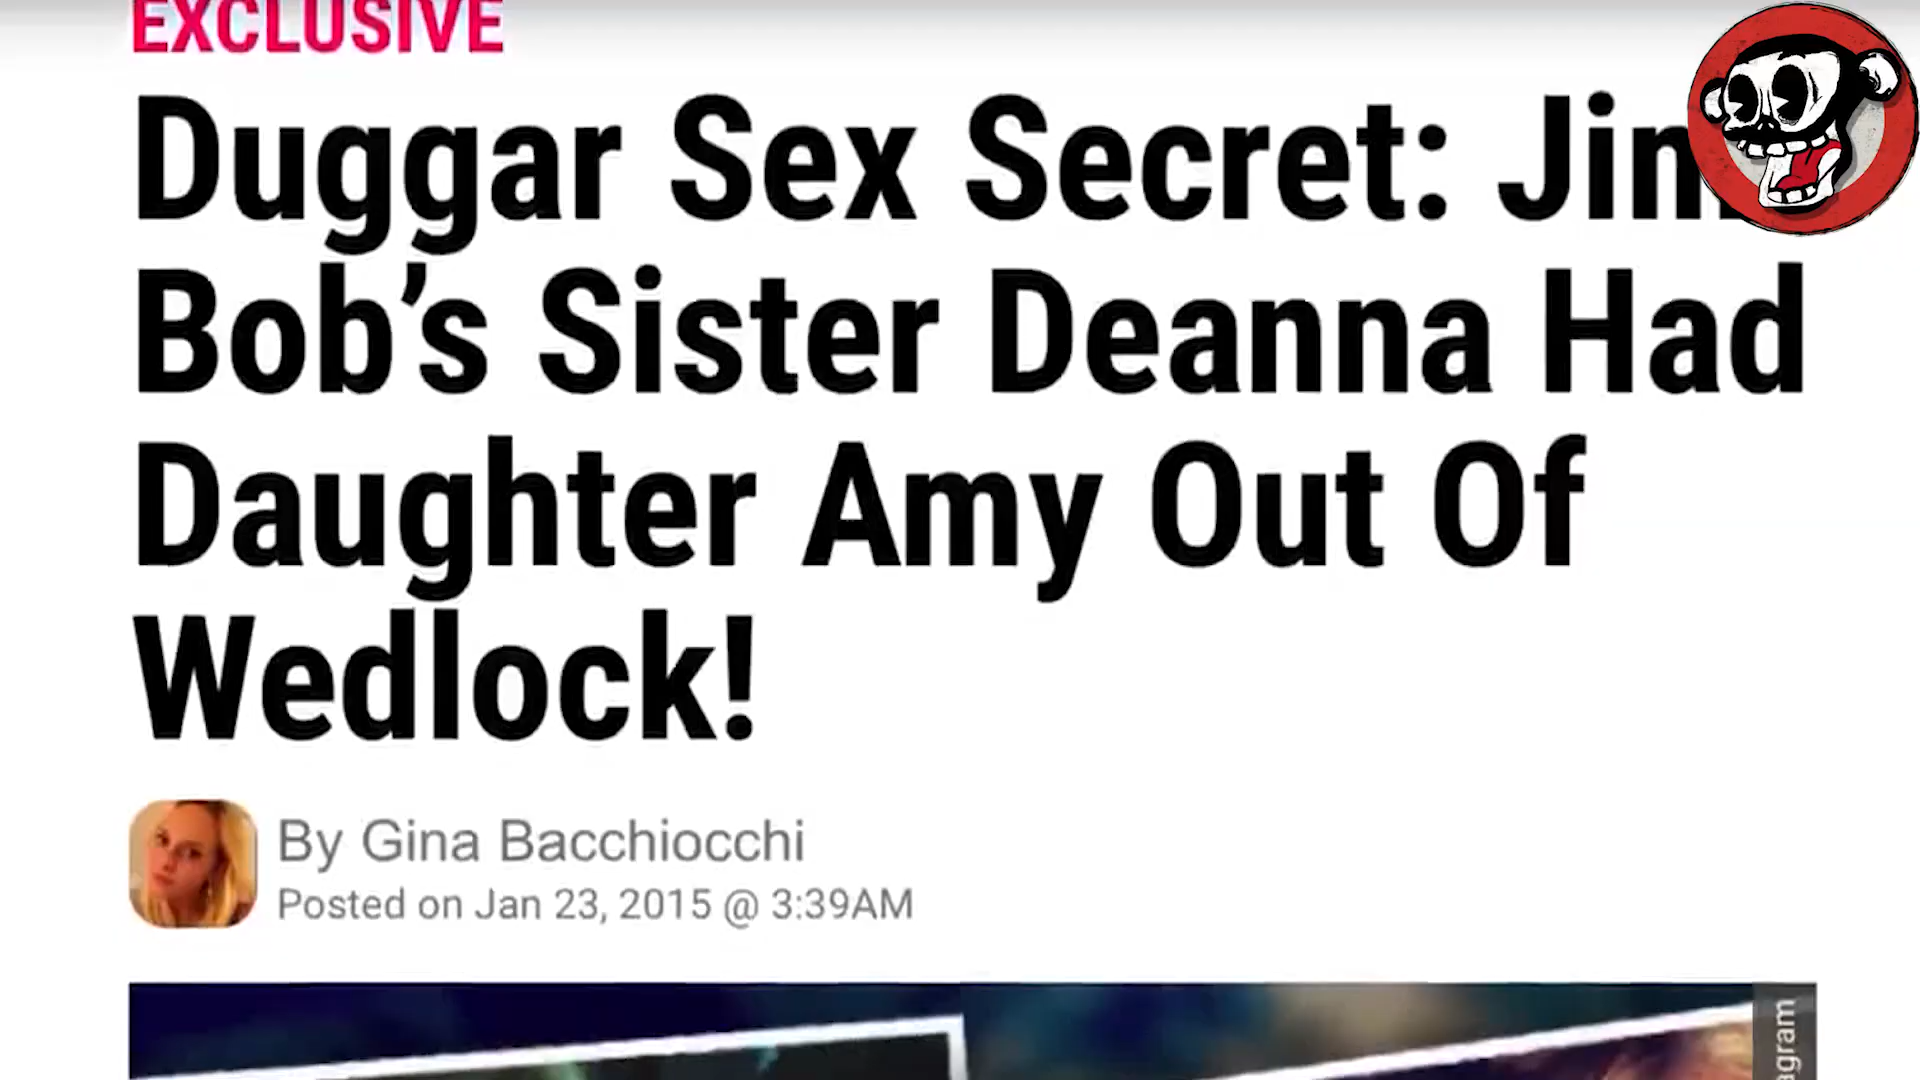 EXCLUSIVE
Duggar Sex Secret: Jim
Bob's Sister Deanna Had
Daughter Amy Out Of
Wedlock!
By Gina Bacchiocchi
Posted on Jan 23, 2015 @ 3:39AM
agram